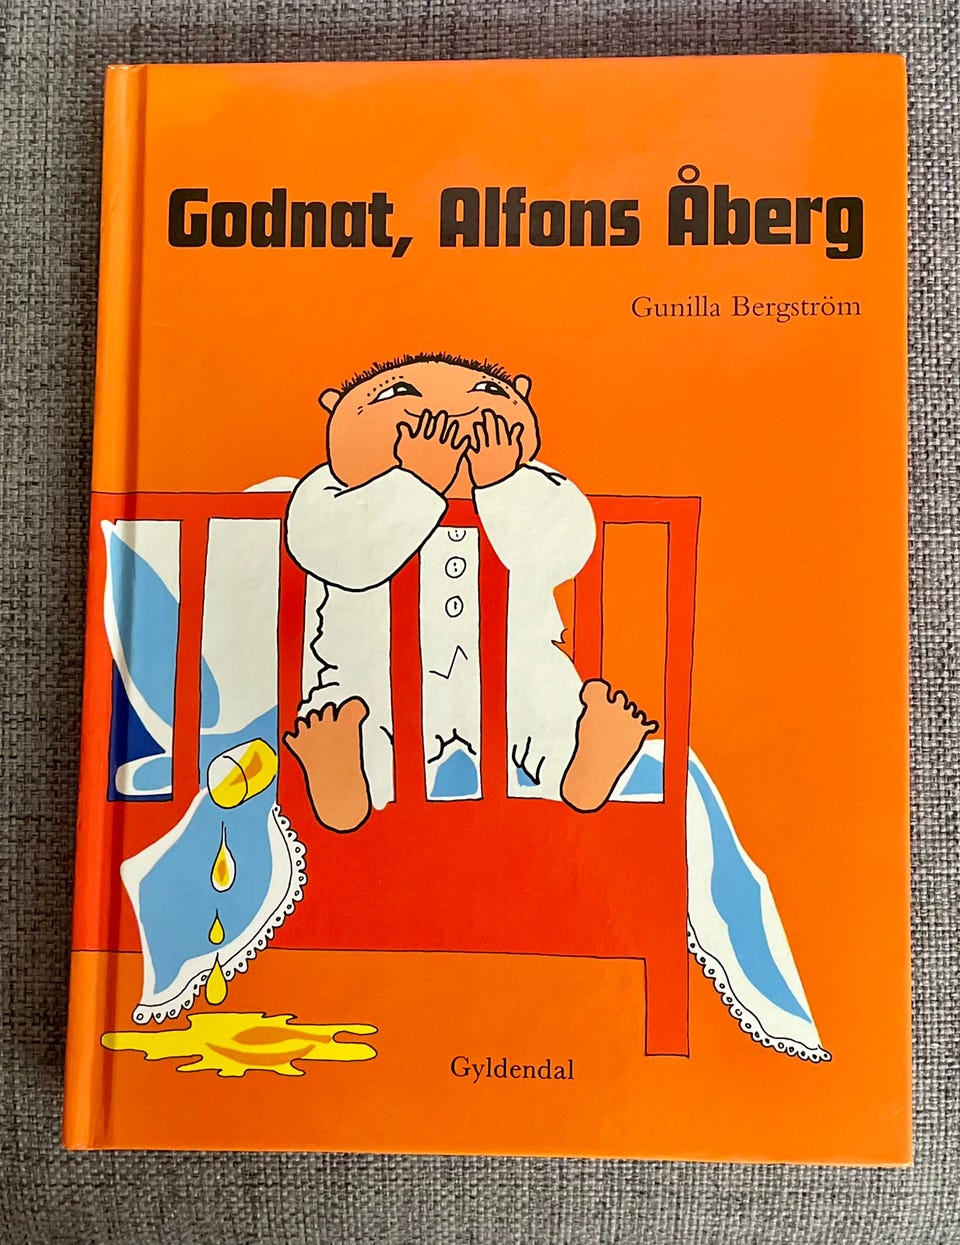 Godnat, Alfons Åberg
Gunilla Bergström
Gyldendal